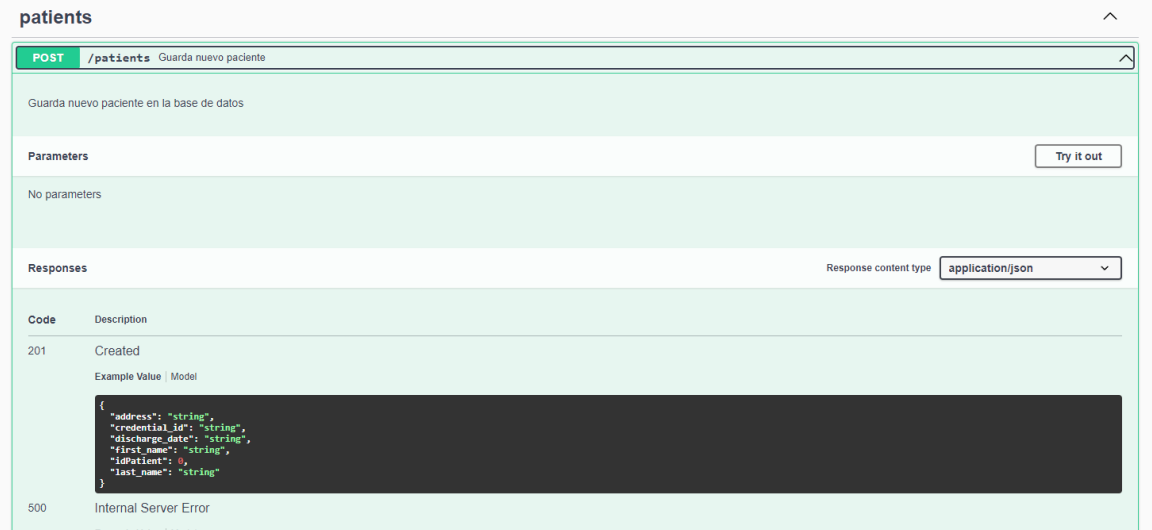 patients
POST /patients Guarda nuevo paciente
Guarda nuevo paciente en la base de datos
Parameters Try it out
No parameters
Responses Response content type application/json
Code Description
201 Created
Example Value Model
{
"address": "string",
"credential_id": "string",
"discharge_date": "string",
"first_name": "string",
"idPatient": 0,
"last_name": "string"
}
500 Internal Server Error